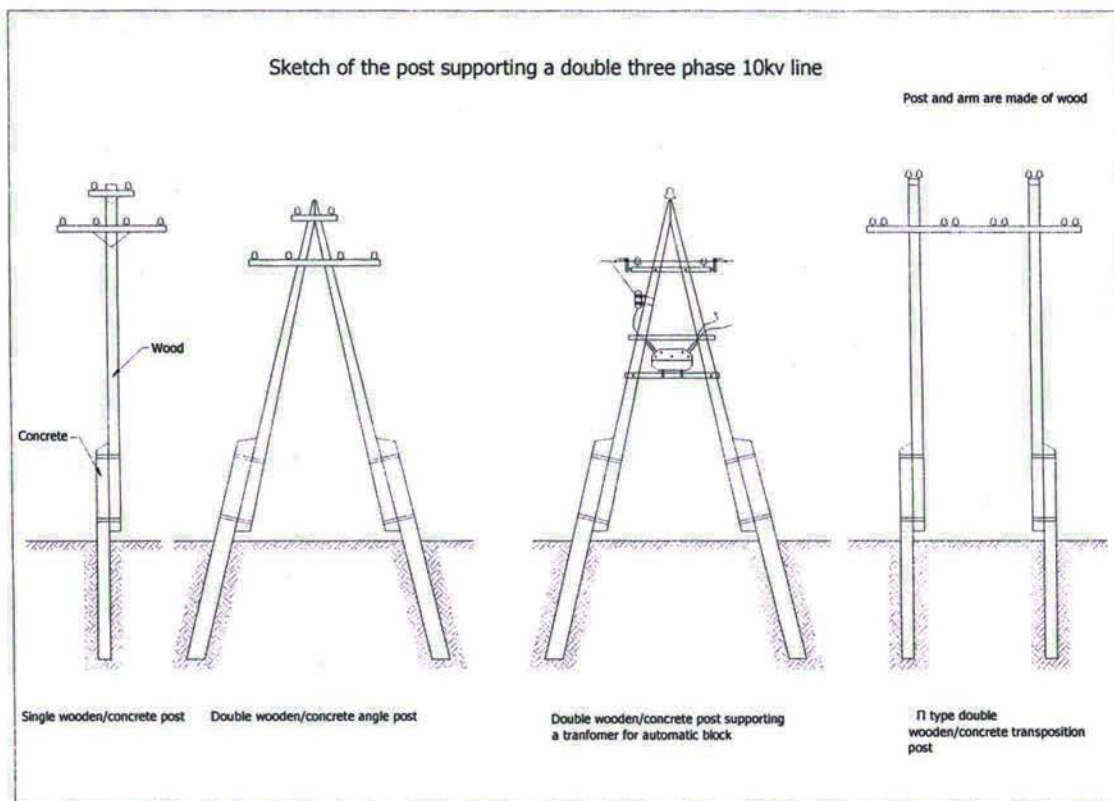 Sketch of the post supporting a double three phase 10kv line
Post and arm are made of wood
Wood
Concrete
Single wooden/concrete post
Double wooden/concrete angle post
Double wooden/concrete post supporting
a tranfomer for automatic block
Π type double
wooden/concrete transposition
post